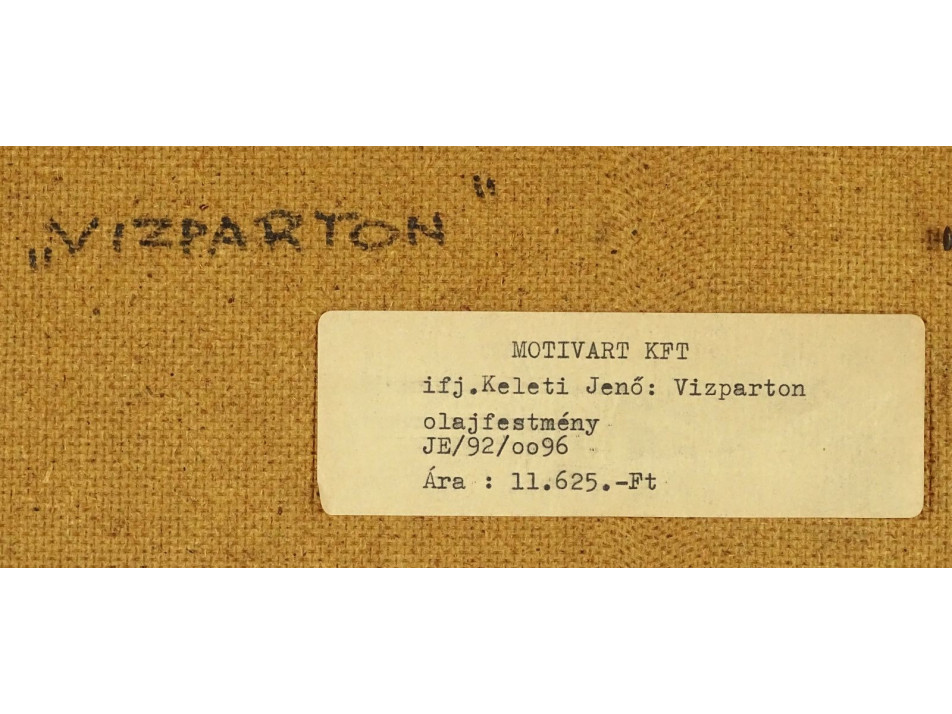 „VIZPARTON"
MOTIVART KFT
ifj.Keleti Jenő: Vizparton
olajfestmény
JE/92/oo96
Ára : 11.625.-Ft